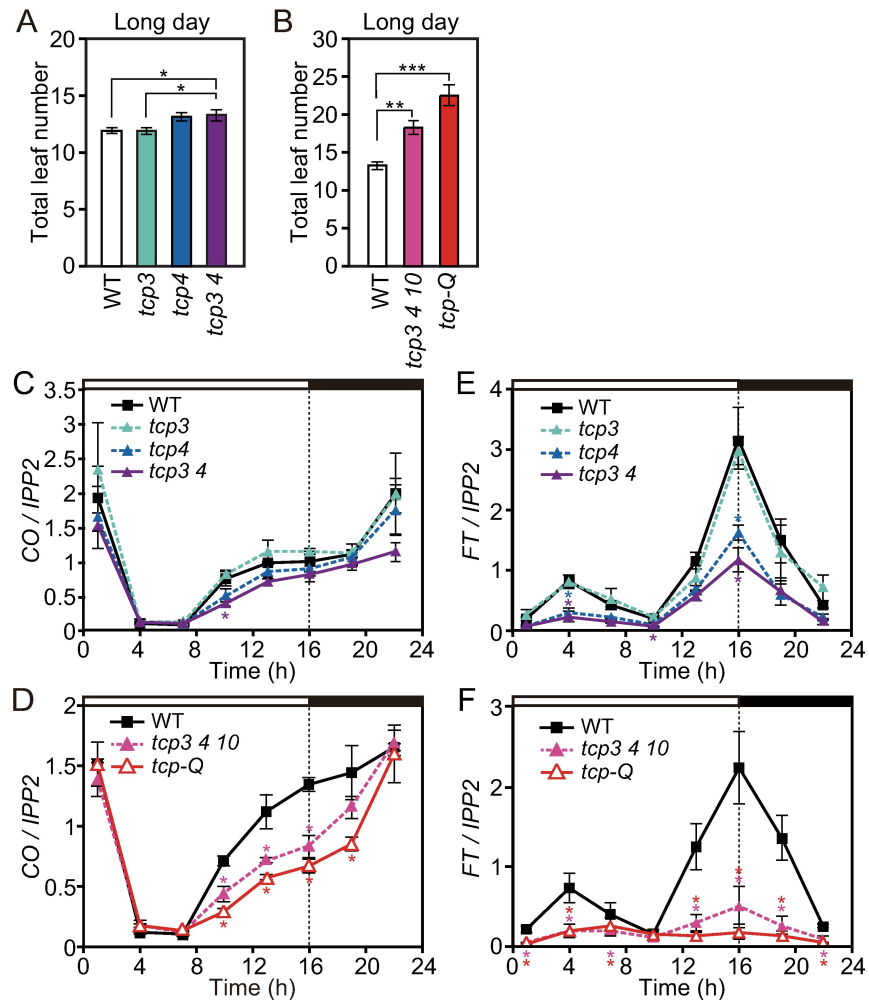 A
Long day
Total leaf number
20
15
10
5
0
*
*
WT
tcp3
tcp4
tcp3 4
B
Long day
Total leaf number
30
25
20
15
10
5
0
***
**
WT
tcp3 4 10
tcp-Q
C
CO / IPP2
3.5
3
2.5
2
1.5
1
0.5
0
WT
tcp3
tcp4
tcp3 4
*
0 4 8 12 16 20 24
Time (h)
E
FT / IPP2
4
3
2
1
0
WT
tcp3
tcp4
tcp3 4
*
*
*
*
*
0 4 8 12 16 20 24
Time (h)
D
CO / IPP2
2
1.5
1
0.5
0
WT
tcp3 4 10
tcp-Q
* * *
* * * *
0 4 8 12 16 20 24
Time (h)
F
FT / IPP2
3
2
1
0
WT
tcp3 4 10
tcp-Q
* * * *
* * * *
* *  *
* *  *
0 4 8 12 16 20 24
Time (h)